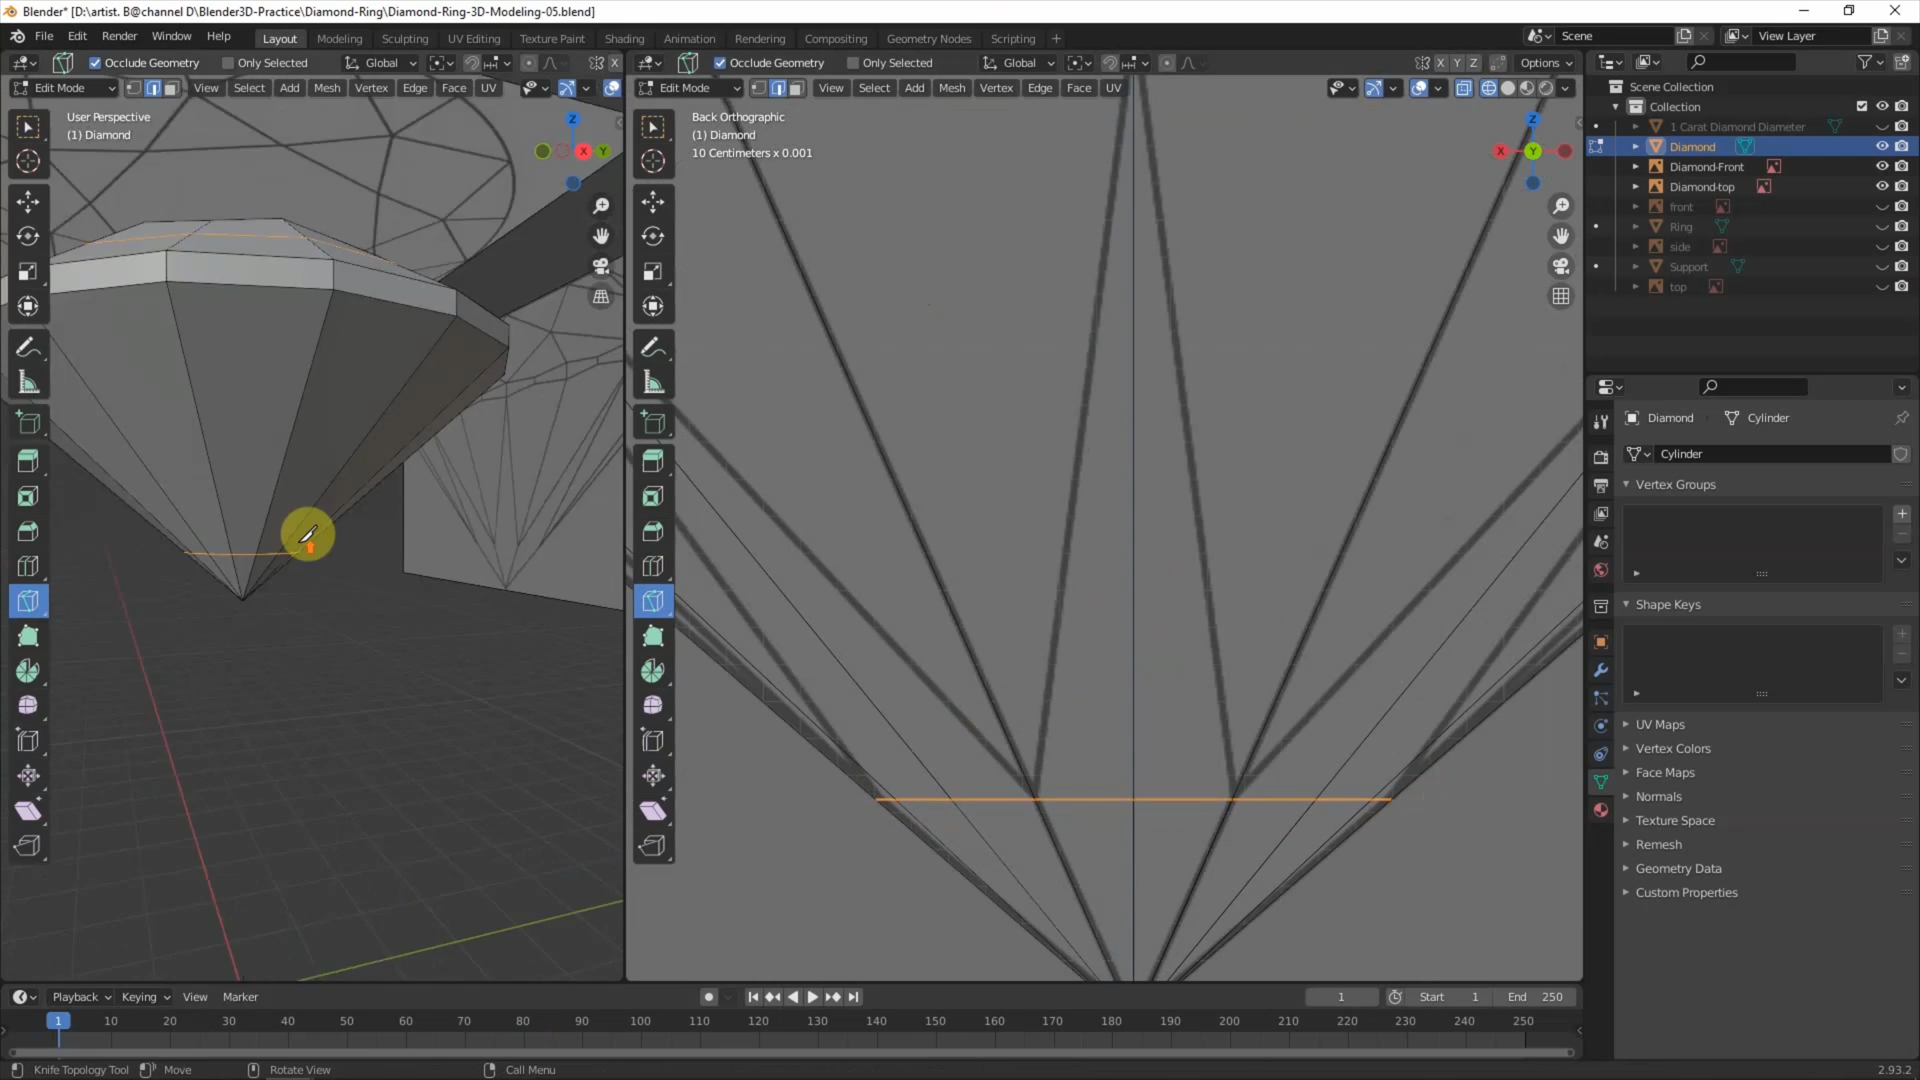 Blender* [D:\artist. B@channel D\Blender3D-Practice\Diamond-Ring\Diamond-Ring-3D-Modeling-05.blend]
File Edit Render Window Help Layout Modeling Sculpting UV Editing Texture Paint Shading Animation Rendering Compositing Geometry Nodes Scripting + Scene View Layer
Occlude Geometry Only Selected Global X Occlude Geometry Only Selected Global X Y Z Options
Edit Mode View Select Add Mesh Vertex Edge Face UV Edit Mode View Select Add Mesh Vertex Edge Face UV
User Perspective
(1) Diamond
Z
X
Y
Back Orthographic
(1) Diamond
10 Centimeters x 0.001
Z
X
Y
Scene Collection
Collection
1 Carat Diamond Diameter
Diamond
Diamond-Front
Diamond-top
front
Ring
side
Support
top
Diamond Cylinder
Cylinder
Vertex Groups
Shape Keys
UV Maps
Vertex Colors
Face Maps
Normals
Texture Space
Remesh
Geometry Data
Custom Properties
Playback Keying View Marker 1 Start 1 End 250
1 10 20 30 40 50 60 70 80 90 100 110 120 130 140 150 160 170 180 190 200 210 220 230 240 250
Knife Topology Tool Move Rotate View Call Menu 2.93.2